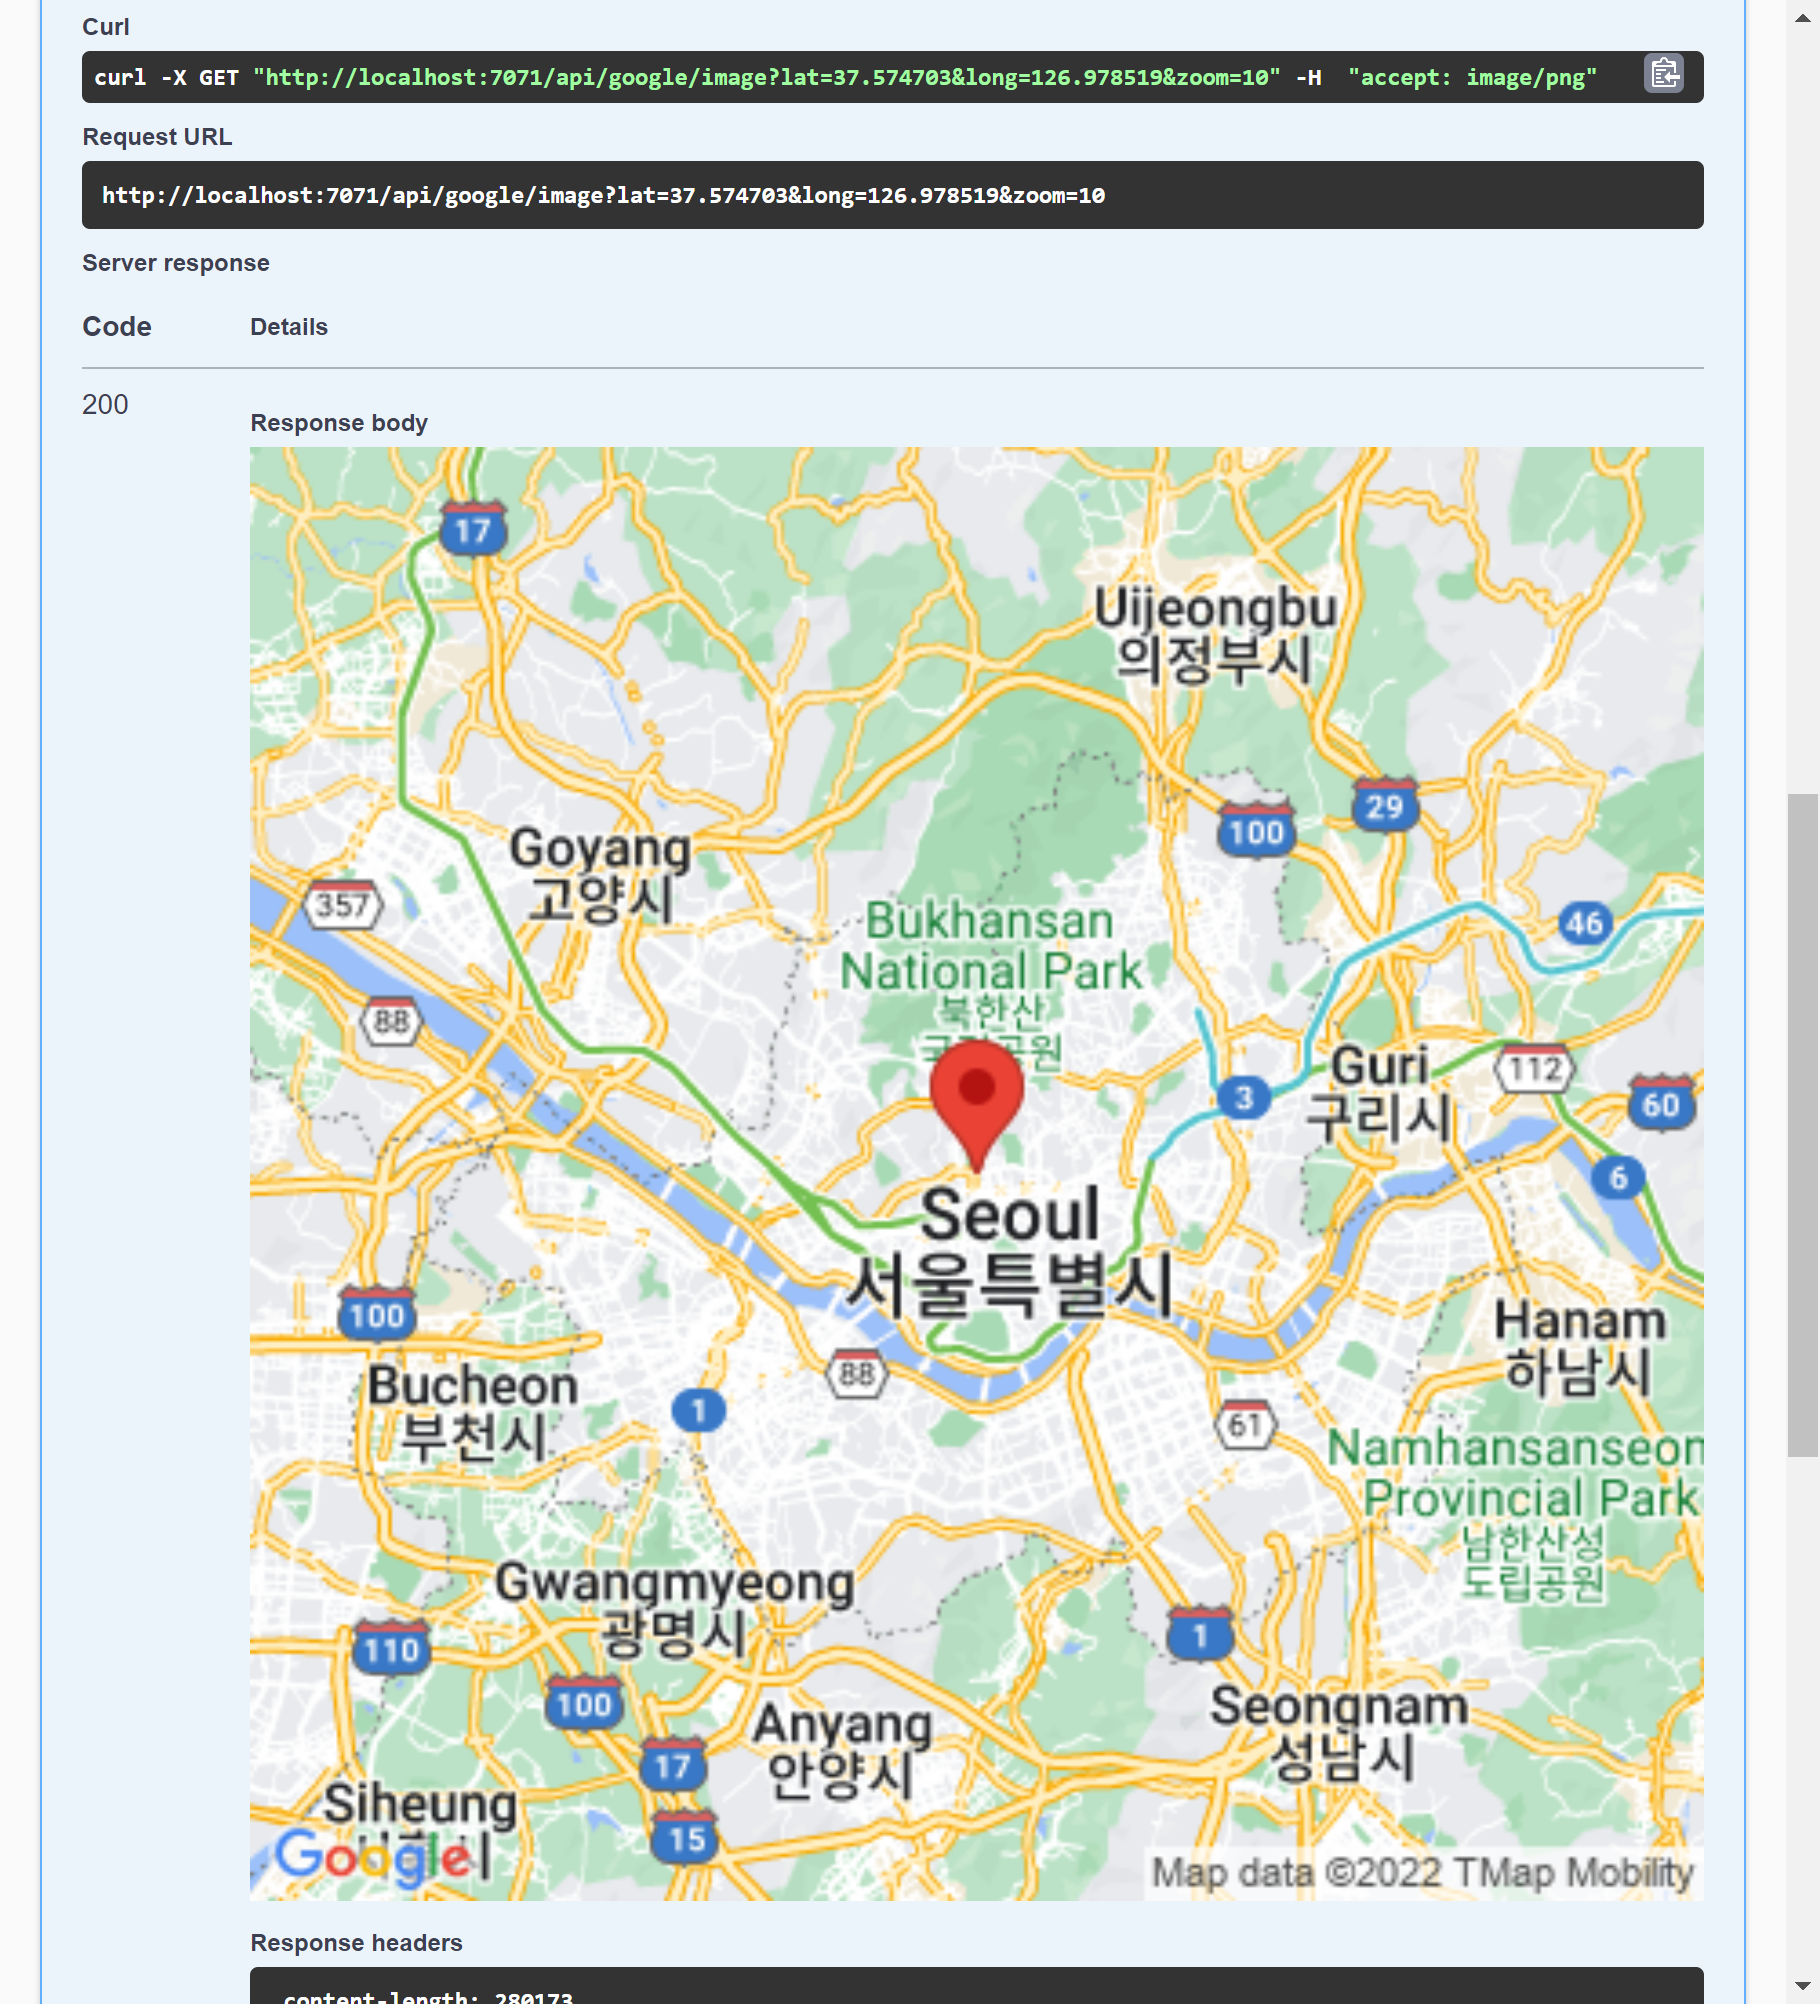 Curl
curl -X GET "http://localhost:7071/api/google/image?lat=37.574703&long=126.978519&zoom=10" -H  "accept: image/png"
Request URL
http://localhost:7071/api/google/image?lat=37.574703&long=126.978519&zoom=10
Server response
Code Details
200
Response body
17
Uijeongbu
의정부시
29
100
Goyang
고양시
357
Bukhansan
National Park
북한산
46
88
Guri
구리시
112
60
3
6
Seoul
서울특별시
100
Hanam
하남시
Bucheon
부천시
88
1
61
Namhansanseon
Provincial Park
남한산성
도립공원
Gwangmyeong
광명시
110
1
100
Seongnam
성남시
Anyang
안양시
17
Siheung
15
Google
Map data ©2022 TMap Mobility
Response headers
content-length: 280173